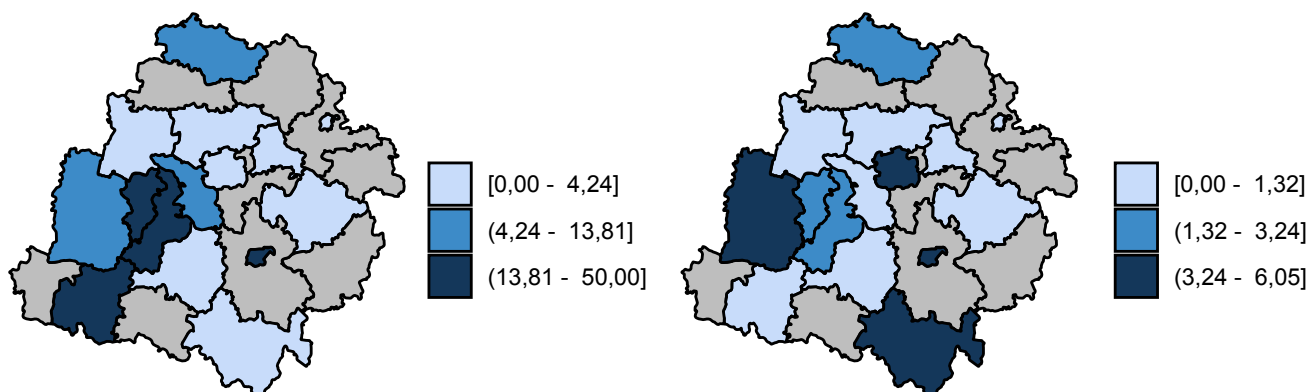 [0,00 - 4,24]
(4,24 - 13,81]
(13,81 - 50,00]
[0,00 - 1,32]
(1,32 - 3,24]
(3,24 - 6,05]